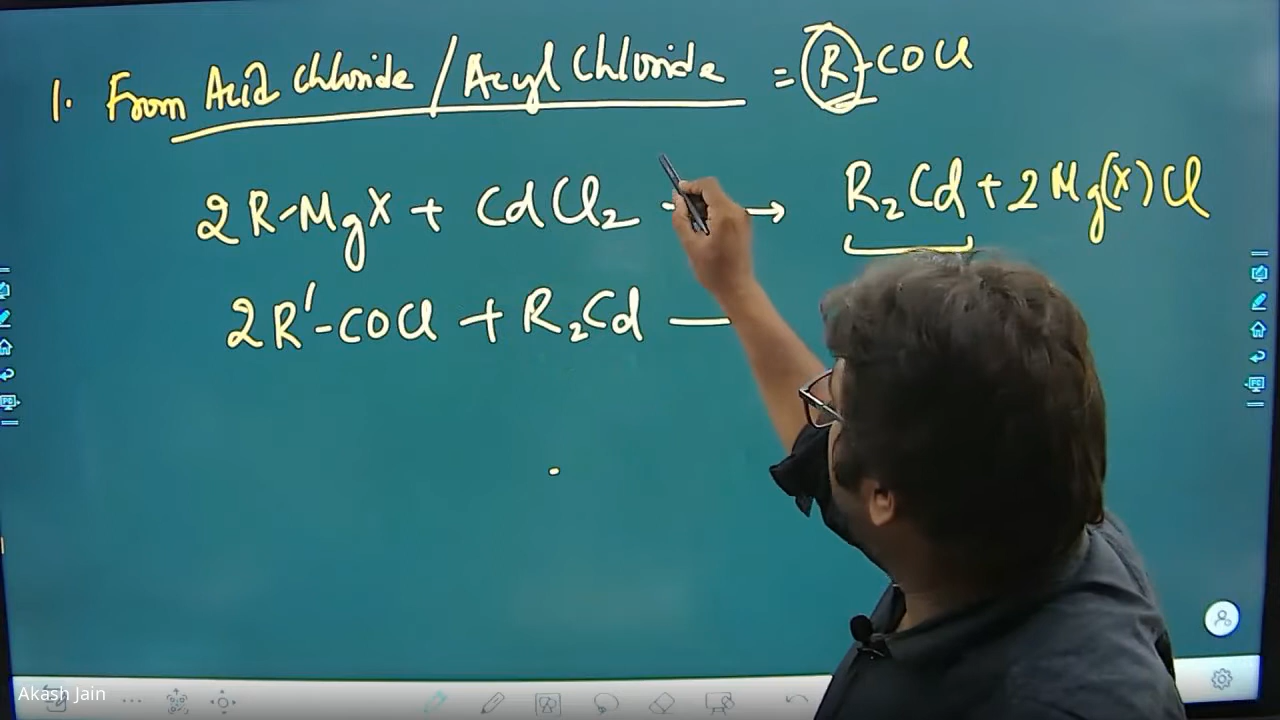 1. From Acid Chloride / Acyl Chloride = R-COCl
2R-MgX + CdCl₂ → R₂Cd + 2Mg(X)Cl
2R'-COCl + R₂Cd —
Akash Jain